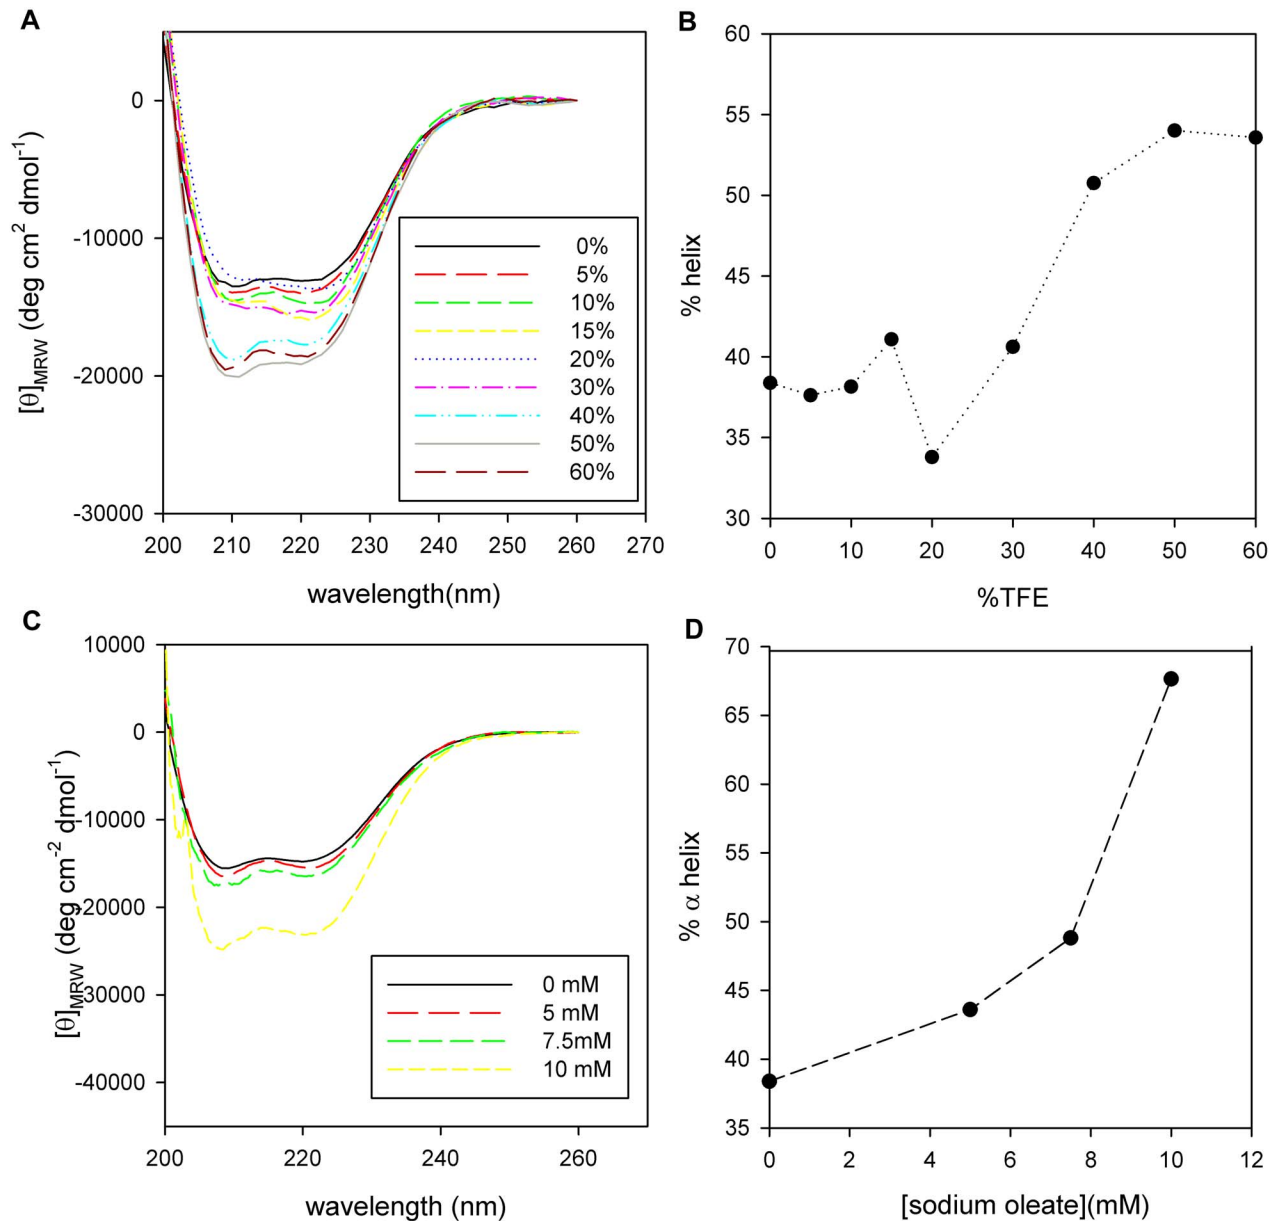 A
0
-10000
-20000
-30000
[θ]MRW (deg cm2 dmol-1)
200 210 220 230 240 250 260 270
wavelength(nm)
0%
5%
10%
15%
20%
30%
40%
50%
60%
B
60
55
50
45
40
35
30
% helix
0 10 20 30 40 50 60
%TFE
C
10000
0
-10000
-20000
-30000
-40000
[θ]MRW (deg cm-2 dmol-1)
200 220 240 260
wavelength (nm)
0 mM
5 mM
7.5mM
10 mM
D
70
65
60
55
50
45
40
35
% α helix
0 2 4 6 8 10 12
[sodium oleate](mM)